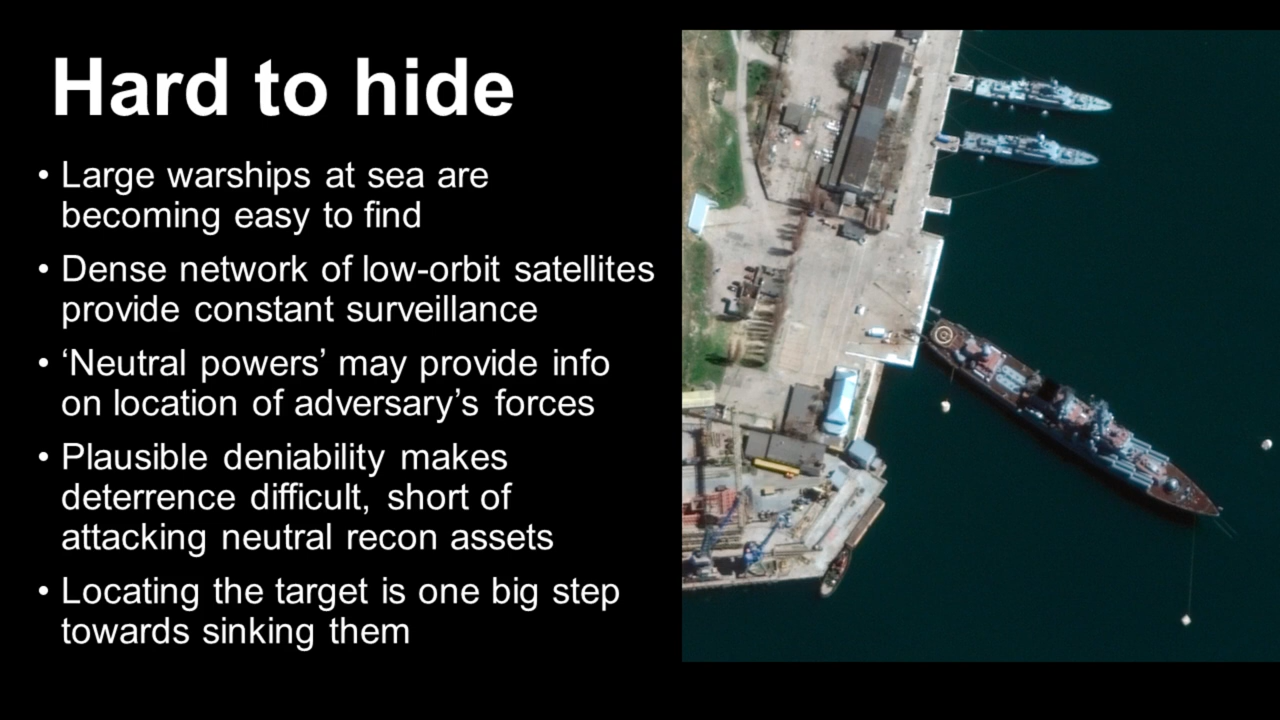 Hard to hide
• Large warships at sea are
becoming easy to find
• Dense network of low-orbit satellites
provide constant surveillance
• ‘Neutral powers’ may provide info
on location of adversary’s forces
• Plausible deniability makes
deterrence difficult, short of
attacking neutral recon assets
• Locating the target is one big step
towards sinking them